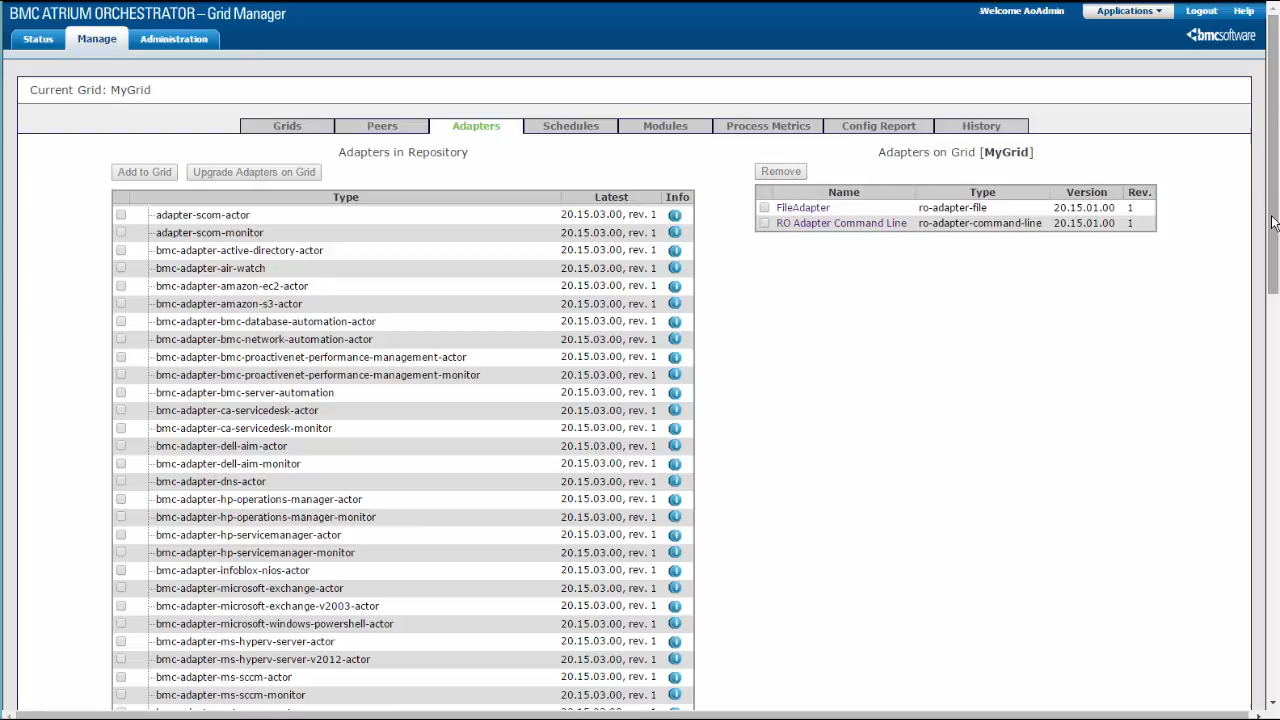 BMC ATRIUM ORCHESTRATOR – Grid Manager
Welcome AoAdmin Applications Logout Help
Status Manage Administration
bmcsoftware
Current Grid: MyGrid
Grids Peers Adapters Schedules Modules Process Metrics Config Report History
Adapters in Repository
Add to Grid Upgrade Adapters on Grid
Type Latest Info
adapter-scom-actor 20.15.03.00, rev. 1
adapter-scom-monitor 20.15.03.00, rev. 1
bmc-adapter-active-directory-actor 20.15.03.00, rev. 1
bmc-adapter-air-watch 20.15.03.00, rev. 1
bmc-adapter-amazon-ec2-actor 20.15.03.00, rev. 1
bmc-adapter-amazon-s3-actor 20.15.03.00, rev. 1
bmc-adapter-bmc-database-automation-actor 20.15.03.00, rev. 1
bmc-adapter-bmc-network-automation-actor 20.15.03.00, rev. 1
bmc-adapter-bmc-proactivenet-performance-management-actor 20.15.03.00, rev. 1
bmc-adapter-bmc-proactivenet-performance-management-monitor 20.15.03.00, rev. 1
bmc-adapter-bmc-server-automation 20.15.03.00, rev. 1
bmc-adapter-ca-servicedesk-actor 20.15.03.00, rev. 1
bmc-adapter-ca-servicedesk-monitor 20.15.03.00, rev. 1
bmc-adapter-dell-aim-actor 20.15.03.00, rev. 1
bmc-adapter-dell-aim-monitor 20.15.03.00, rev. 1
bmc-adapter-dns-actor 20.15.03.00, rev. 1
bmc-adapter-hp-operations-manager-actor 20.15.03.00, rev. 1
bmc-adapter-hp-operations-manager-monitor 20.15.03.00, rev. 1
bmc-adapter-hp-servicemanager-actor 20.15.03.00, rev. 1
bmc-adapter-hp-servicemanager-monitor 20.15.03.00, rev. 1
bmc-adapter-infoblox-nios-actor 20.15.03.00, rev. 1
bmc-adapter-microsoft-exchange-actor 20.15.03.00, rev. 1
bmc-adapter-microsoft-exchange-v2003-actor 20.15.03.00, rev. 1
bmc-adapter-microsoft-windows-powershell-actor 20.15.03.00, rev. 1
bmc-adapter-ms-hyperv-server-actor 20.15.03.00, rev. 1
bmc-adapter-ms-hyperv-server-v2012-actor 20.15.03.00, rev. 1
bmc-adapter-ms-sccm-actor 20.15.03.00, rev. 1
bmc-adapter-ms-sccm-monitor 20.15.03.00, rev. 1
Adapters on Grid [MyGrid]
Remove
Name Type Version Rev.
FileAdapter ro-adapter-file 20.15.01.00 1
RO Adapter Command Line ro-adapter-command-line 20.15.01.00 1